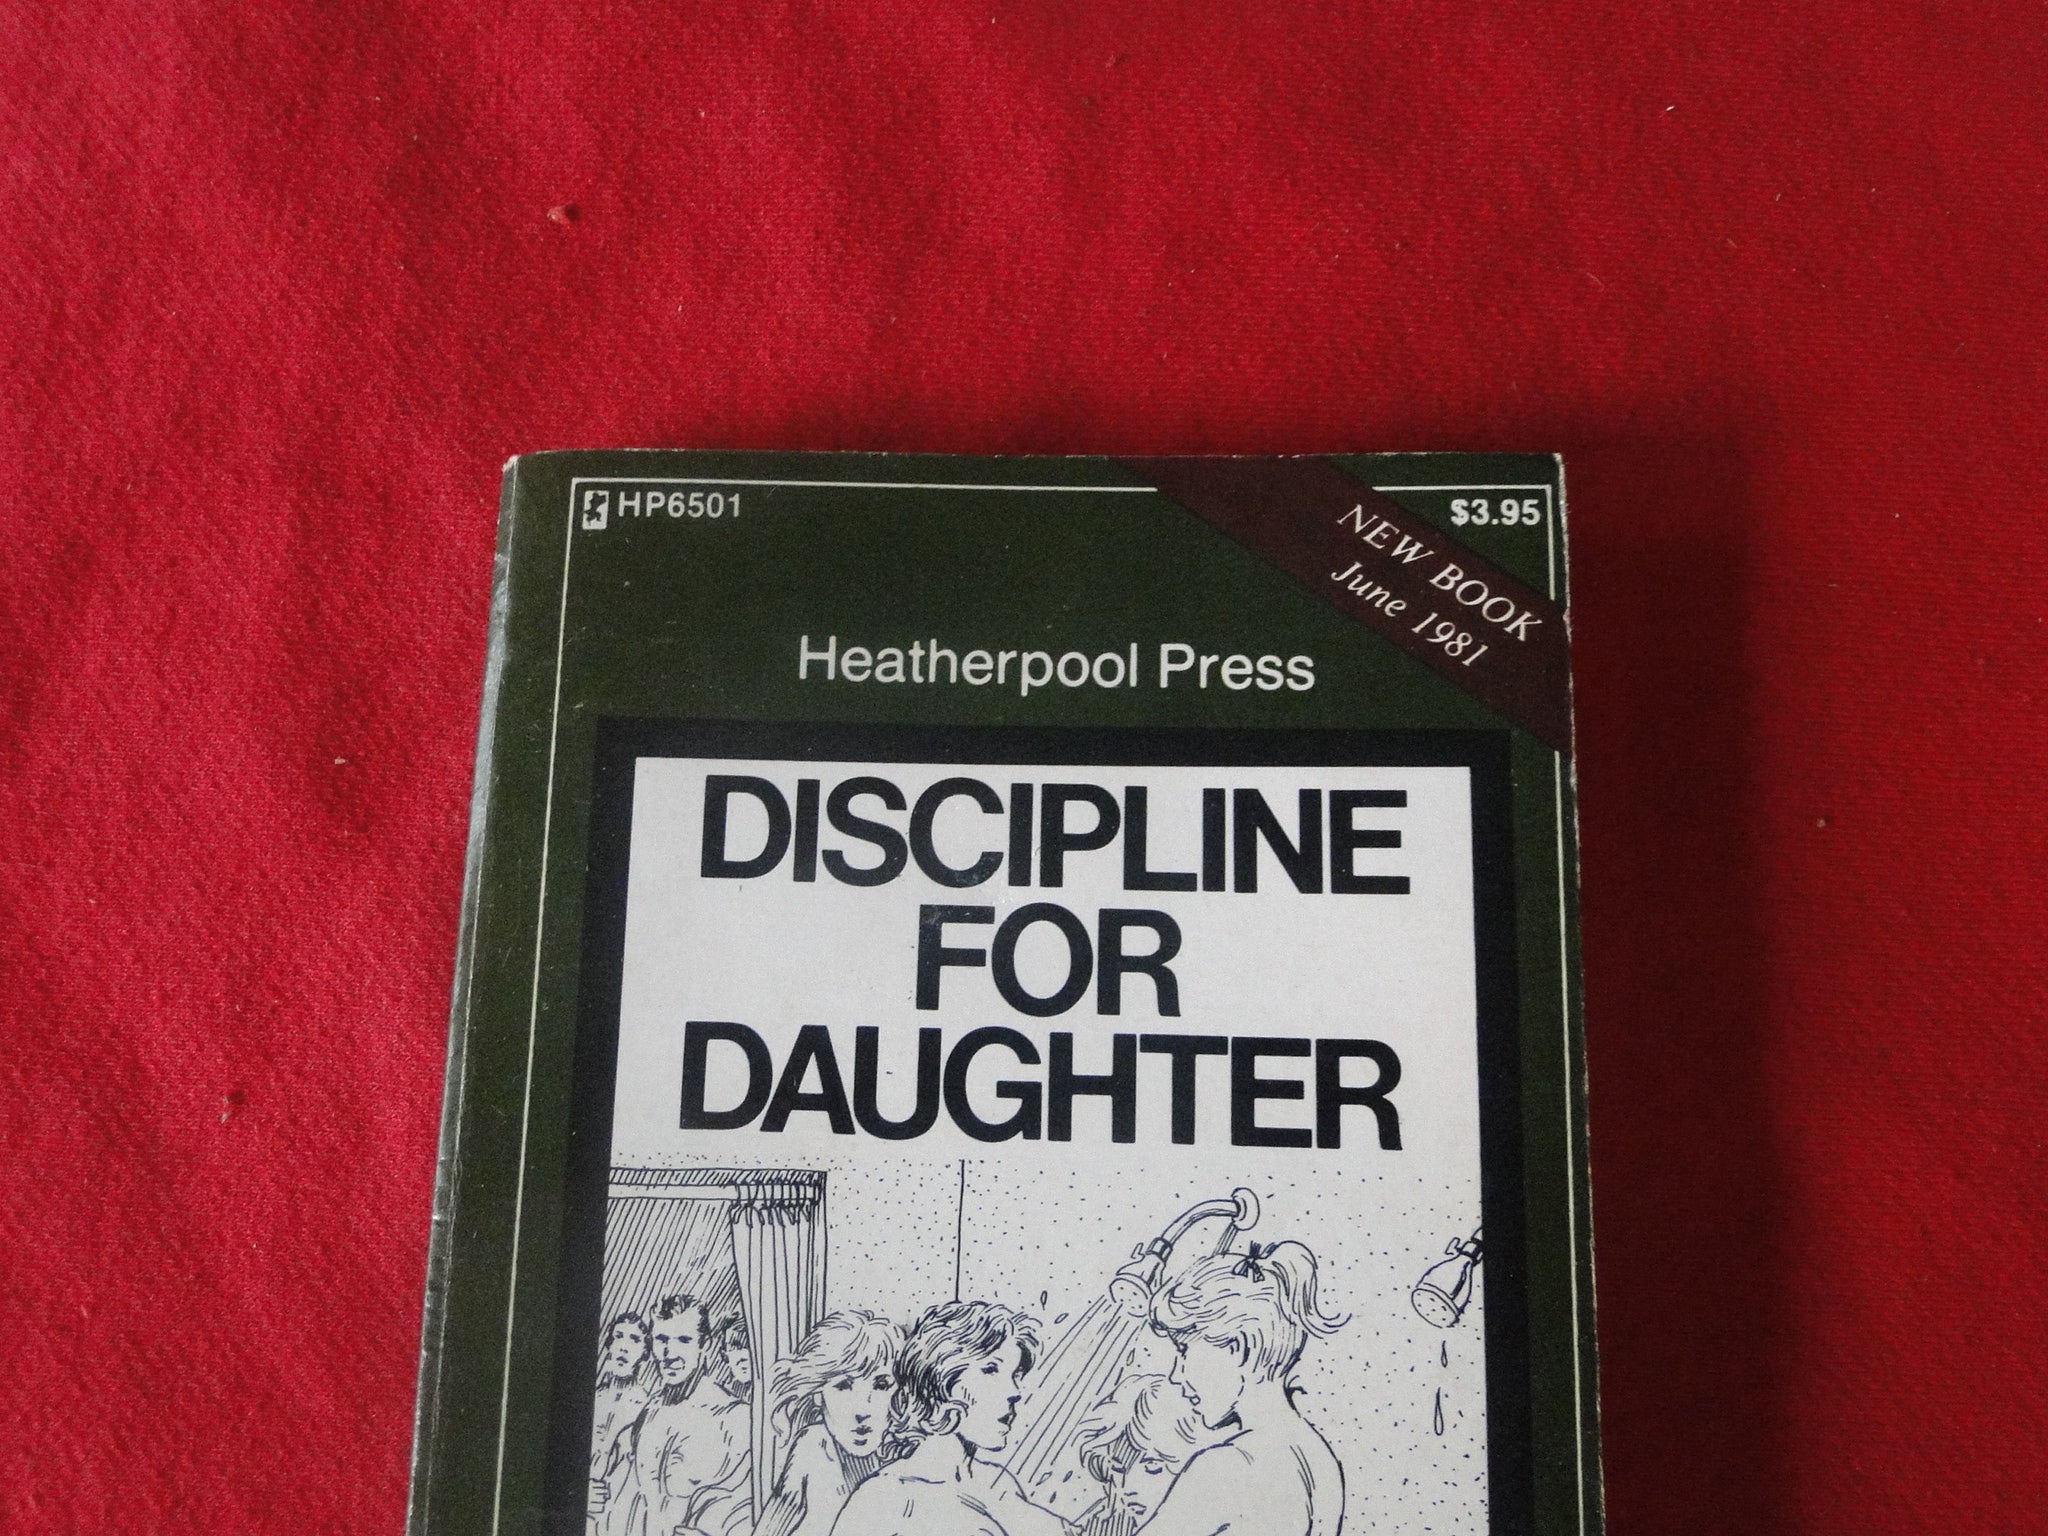 HP6501
$3.95
NEW BOOK
June 1981
Heatherpool Press
DISCIPLINE
FOR
DAUGHTER